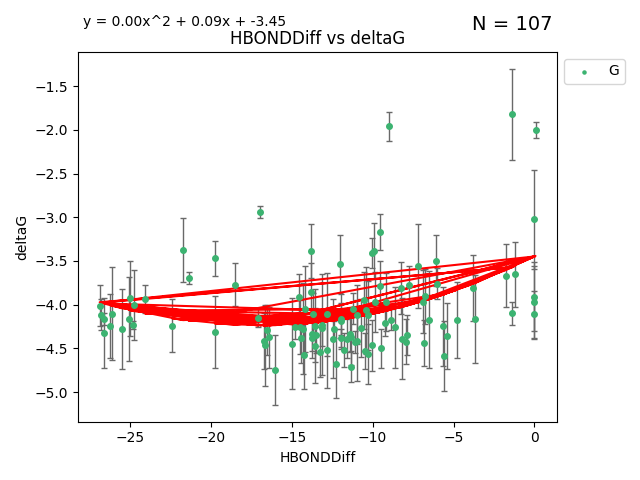 y = 0.00x^2 + 0.09x + -3.45
N = 107
HBONDDiff vs deltaG
G
−1.5
−2.0
−2.5
−3.0
−3.5
−4.0
−4.5
−5.0
deltaG
−25
−20
−15
−10
−5
0
HBONDDiff